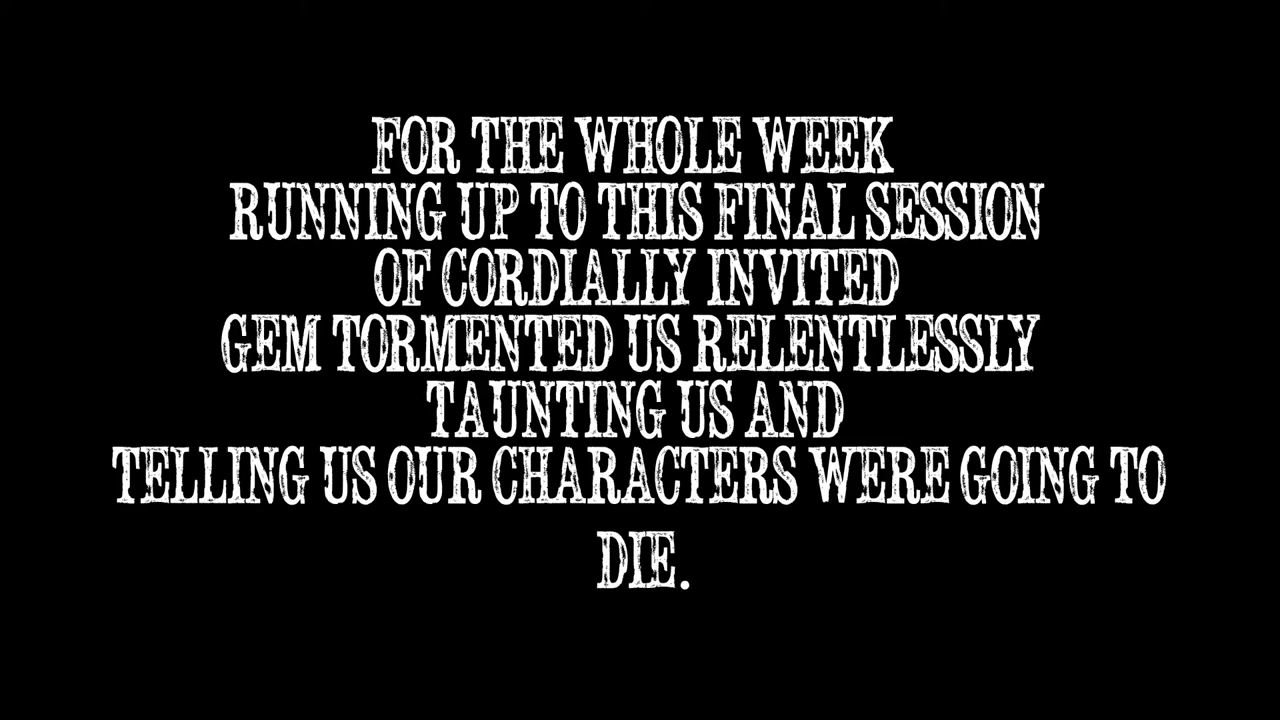 FOR THE WHOLE WEEK
RUNNING UP TO THIS FINAL SESSION
OF CORDIALLY INVITED
GEM TORMENTED US RELENTLESSLY
TAUNTING US AND
TELLING US OUR CHARACTERS WERE GOING TO
DIE.